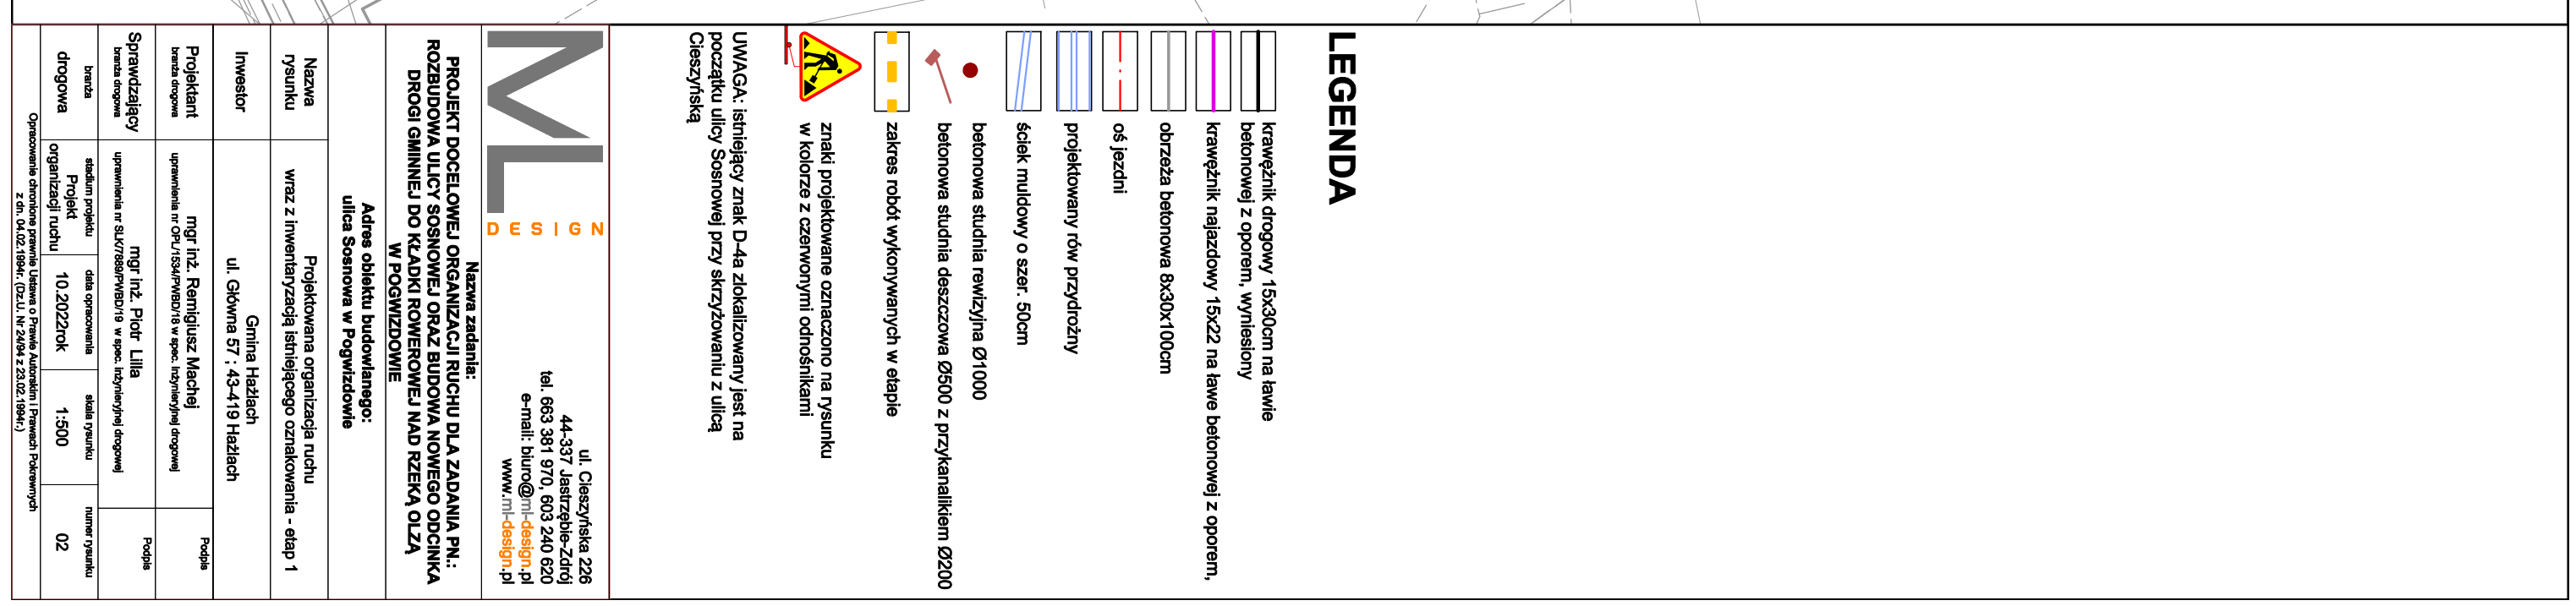 LEGENDA
krawężnik drogowy 15x30cm na ławie
betonowej z oporem, wyniesiony
krawężnik najazdowy 15x22 na ławe betonowej z oporem,
obrzeża betonowa 8x30x100cm
oś jezdni
projektowany rów przydrożny
ściek muldowy o szer. 50cm
betonowa studnia rewizyjna Ø1000
betonowa studnia deszczowa Ø500 z przykanalikiem Ø200
zakres robót wykonywanych w etapie
znaki projektowane oznaczono na rysunku
w kolorze z czerwonymi odnośnikami
UWAGA: istniejący znak D-4a zlokalizowany jest na
początku ulicy Sosnowej przy skrzyżowaniu z ulicą
Cieszyńską
ML
DESIGN
ul. Cieszyńska 226
44-337 Jastrzębie-Zdrój
tel. 663 381 970, 603 240 620
e-mail: biuro@ml-design.pl
www.ml-design.pl
Nazwa zadania:
PROJEKT DOCELOWEJ ORGANIZACJI RUCHU DLA ZADANIA PN.:
ROZBUDOWA ULICY SOSNOWEJ ORAZ BUDOWA NOWEGO ODCINKA
DROGI GMINNEJ DO KŁADKI ROWEROWEJ NAD RZEKĄ OLZĄ
W POGWIZDOWIE
Adres obiektu budowlanego:
ulica Sosnowa w Pogwizdowie
Nazwa
rysunku
Projektowana organizacja ruchu
wraz z inwentaryzacją istniejącego oznakowania - etap 1
Inwestor
Gmina Hażlach
ul. Główna 57 ; 43-419 Hażlach
Projektant
branża drogowa
mgr inż. Remigiusz Machej
uprawnienia nr OPL/1534/PWBD/18 w spec. inżynieryjnej drogowej
Podpis
Sprawdzający
branża drogowa
mgr inż. Piotr Lilla
uprawnienia nr SLK/7889/PWBD/19 w spec. inżynieryjnej drogowej
Podpis
branża
drogowa
stadium projektu
Projekt
organizacji ruchu
data opracowania
10.2022rok
skala rysunku
1:500
numer rysunku
02
Opracowanie chronione prawnie Ustawa o Prawie Autorskim i Prawach Pokrewnych
z dn. 04.02.1994r. (Dz.U. Nr 24/94 z 23.02.1994r.)